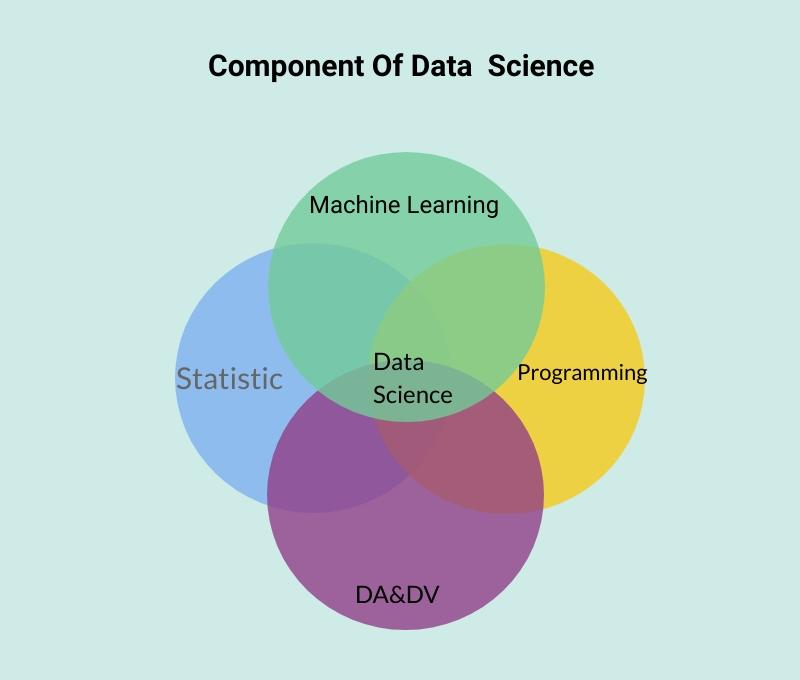 Component Of Data  Science
Machine Learning
Data
Science
Statistic
Programming
DA&DV